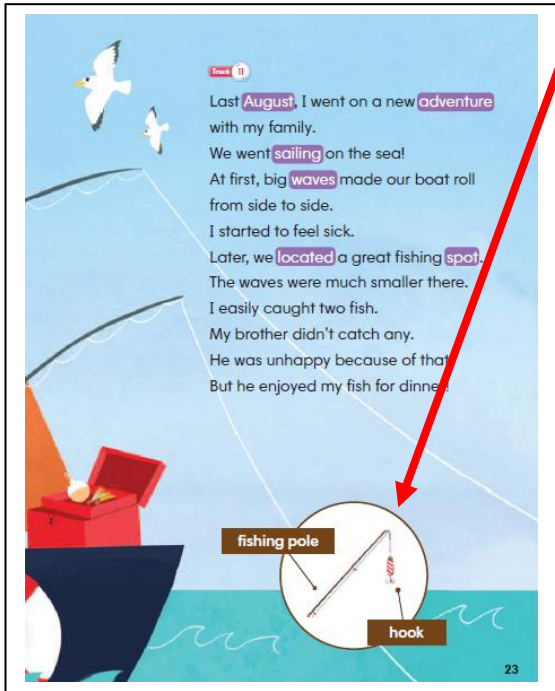 Track 11
Last August, I went on a new adventure
with my family.
We went sailing on the sea!
At first, big waves made our boat roll
from side to side.
I started to feel sick.
Later, we located a great fishing spot.
The waves were much smaller there.
I easily caught two fish.
My brother didn't catch any.
He was unhappy because of that
But he enjoyed my fish for dinner!
fishing pole
hook
23